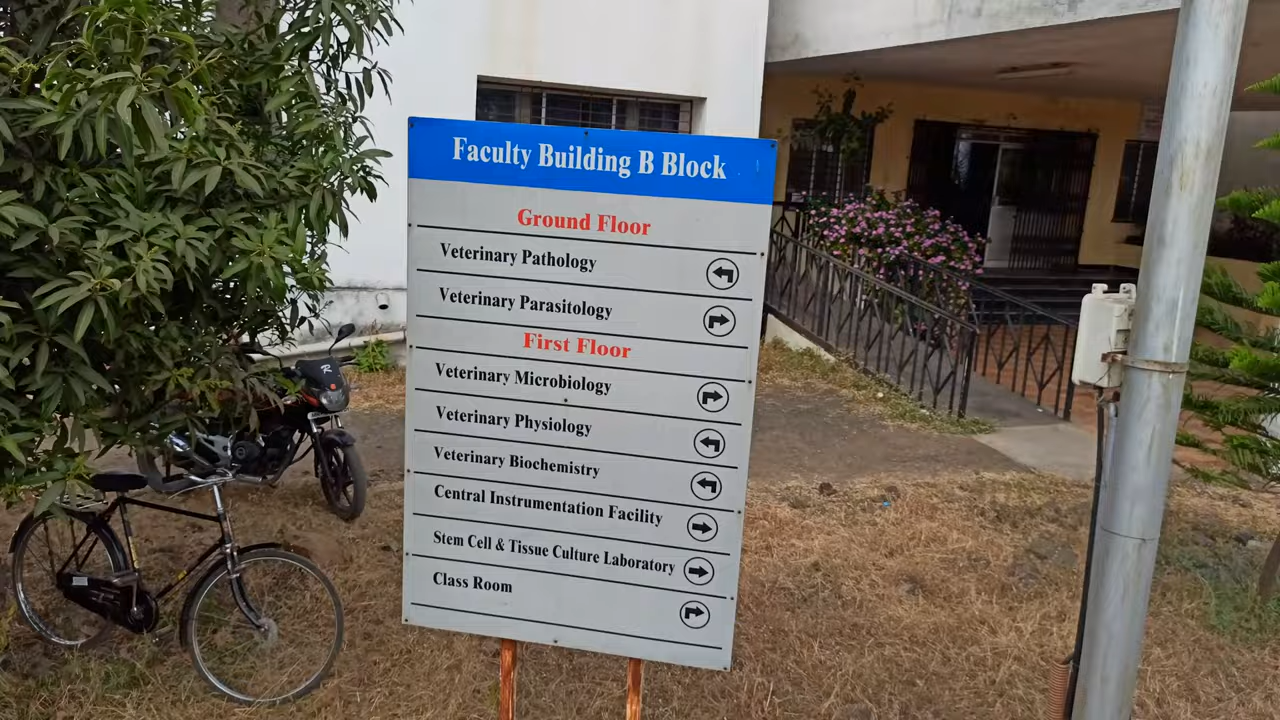 Faculty Building B Block
Ground Floor
Veterinary Pathology
Veterinary Parasitology
First Floor
Veterinary Microbiology
Veterinary Physiology
Veterinary Biochemistry
Central Instrumentation Facility
Stem Cell & Tissue Culture Laboratory
Class Room
R